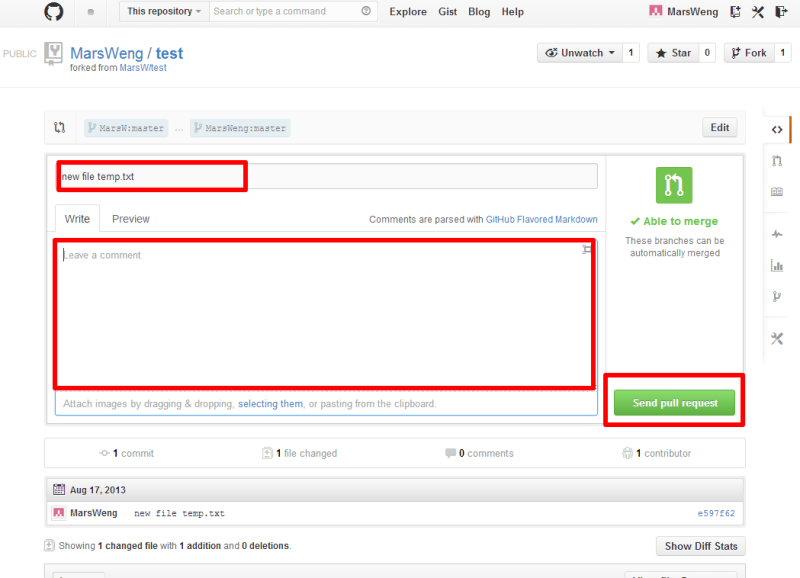 This repository Search or type a command Explore Gist Blog Help MarsWeng
PUBLIC MarsWeng / test Unwatch 1 Star 0 Fork 1
forked from MarsW/test
MarsW:master ... MarsWeng:master Edit
new file temp.txt
Able to merge
Write Preview Comments are parsed with GitHub Flavored Markdown
These branches can be
automatically merged
Leave a comment
Attach images by dragging & dropping, selecting them, or pasting from the clipboard.
Send pull request
1 commit 1 file changed 0 comments 1 contributor
Aug 17, 2013
MarsWeng new file temp.txt e597f62
Showing 1 changed file with 1 addition and 0 deletions. Show Diff Stats